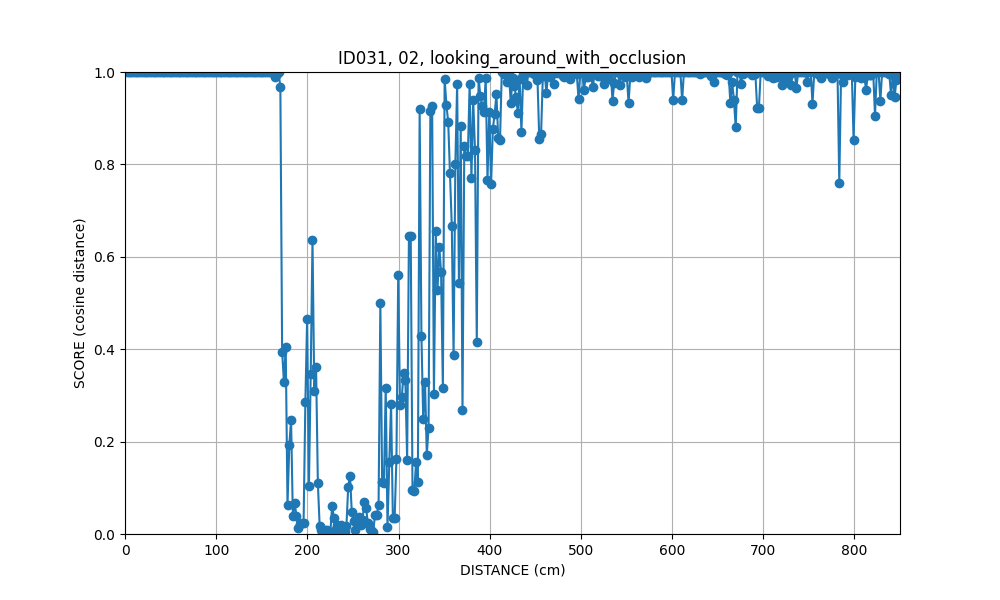 ID031, 02, looking_around_with_occlusion
1.0
0.8
0.6
0.4
0.2
0.0
SCORE (cosine distance)
0 100 200 300 400 500 600 700 800
DISTANCE (cm)